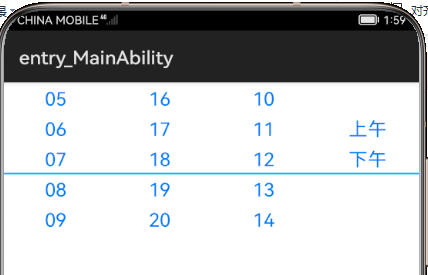 CHINA MOBILE 1:59
entry_MainAbility
05 16 10
06 17 11 上午
07 18 12 下午
08 19 13
09 20 14